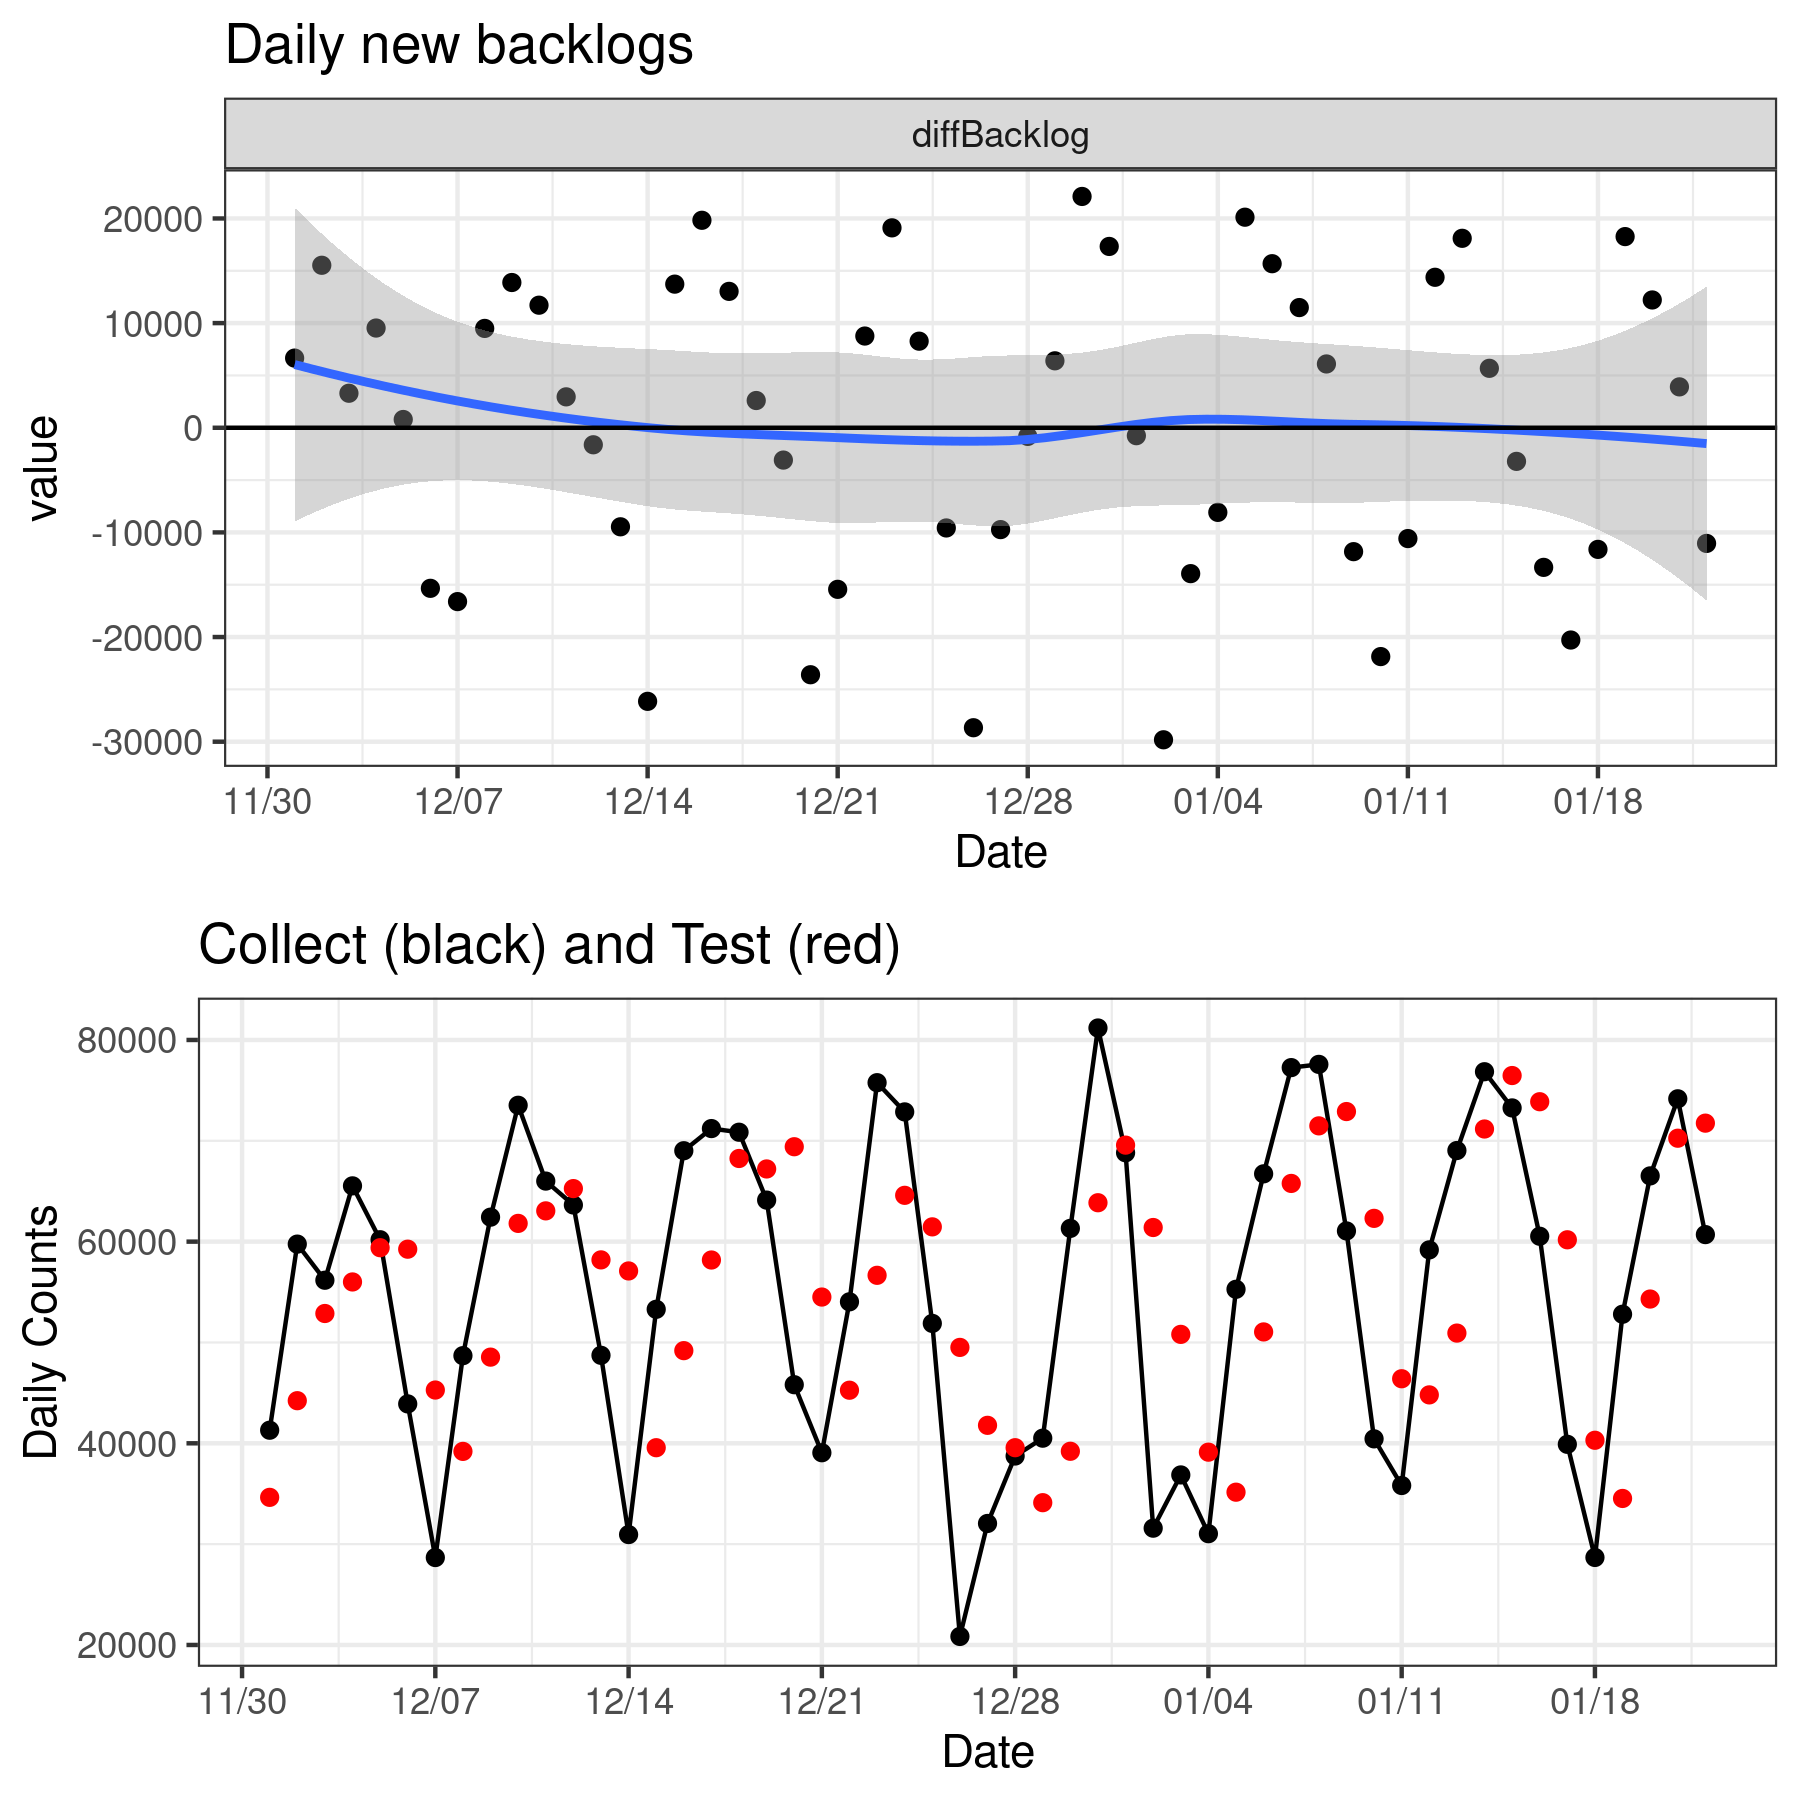 Daily new backlogs
diffBacklog
20000
10000
0
-10000
-20000
-30000
value
11/30 12/07 12/14 12/21 12/28 01/04 01/11 01/18
Date
Collect (black) and Test (red)
80000
60000
40000
20000
Daily Counts
11/30 12/07 12/14 12/21 12/28 01/04 01/11 01/18
Date